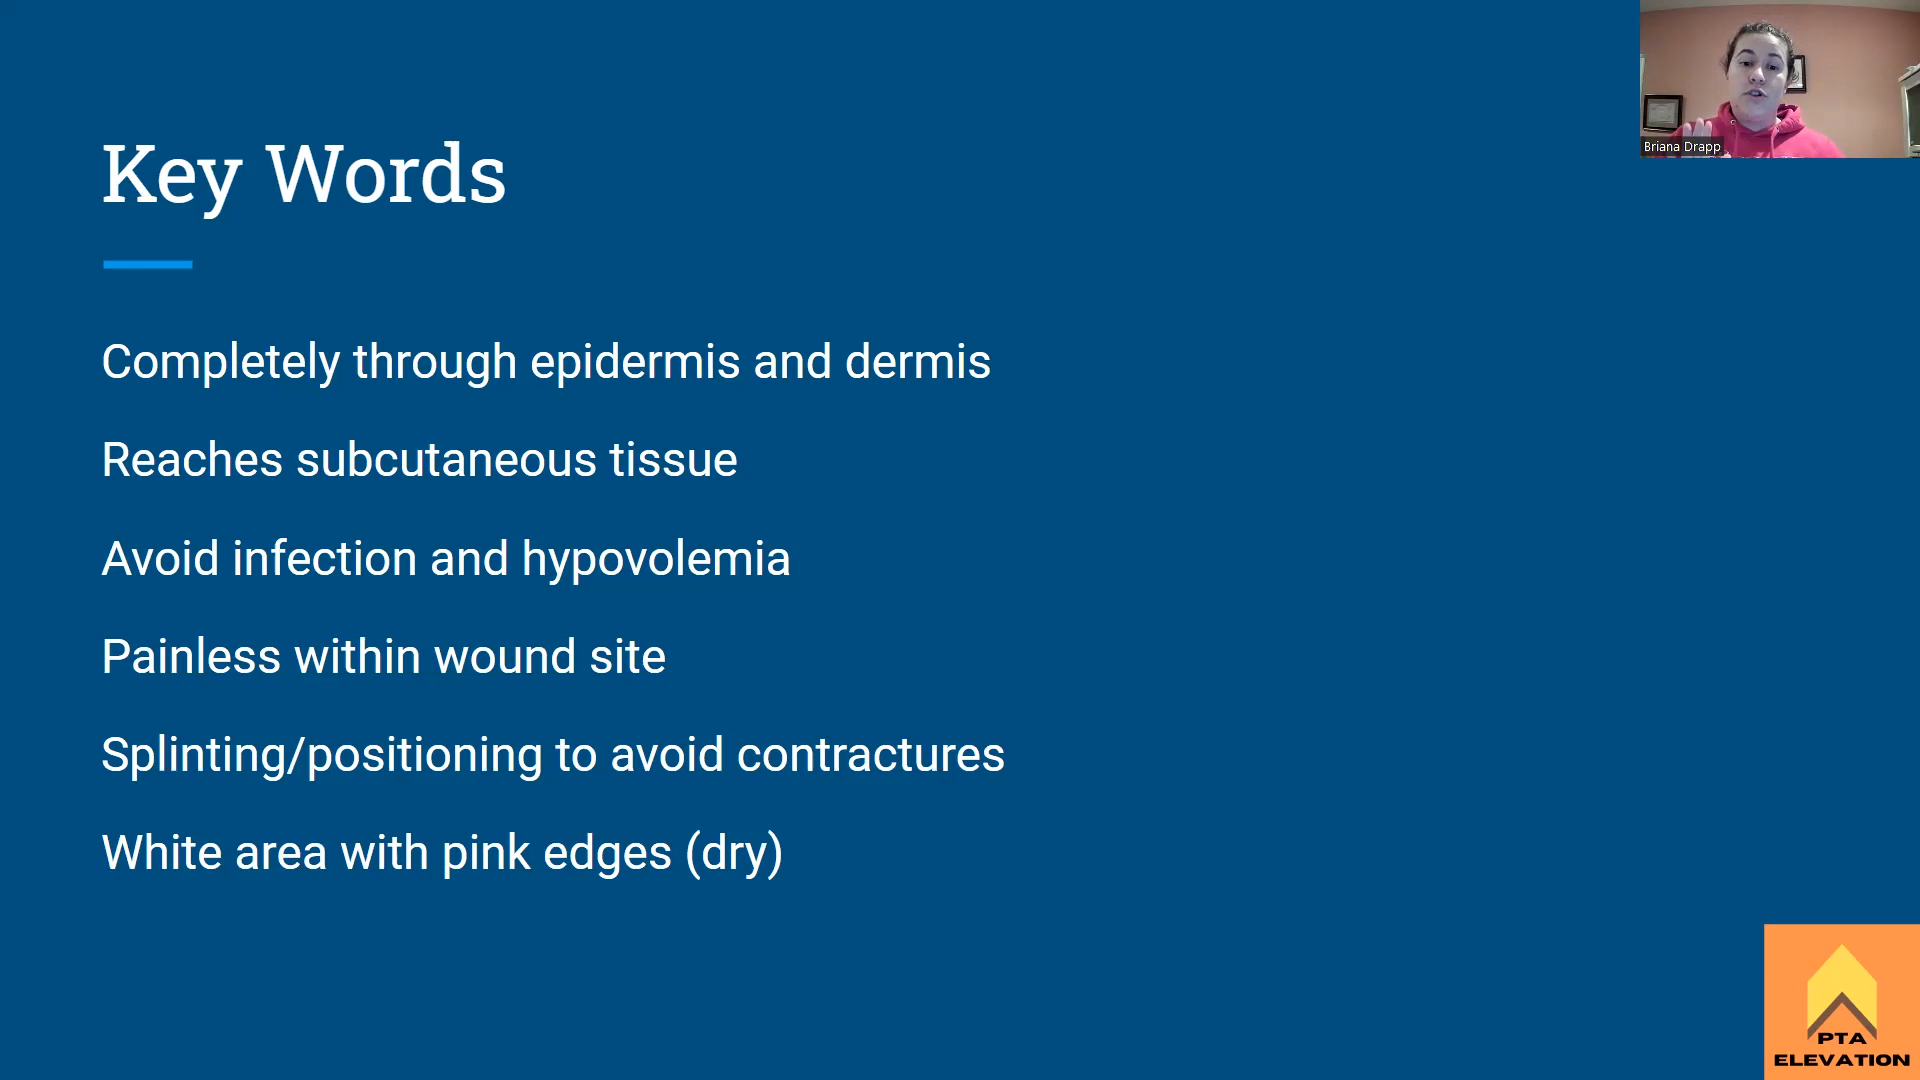 Key Words
Completely through epidermis and dermis
Reaches subcutaneous tissue
Avoid infection and hypovolemia
Painless within wound site
Splinting/positioning to avoid contractures
White area with pink edges (dry)
Briana Drapp
PTA
ELEVATION